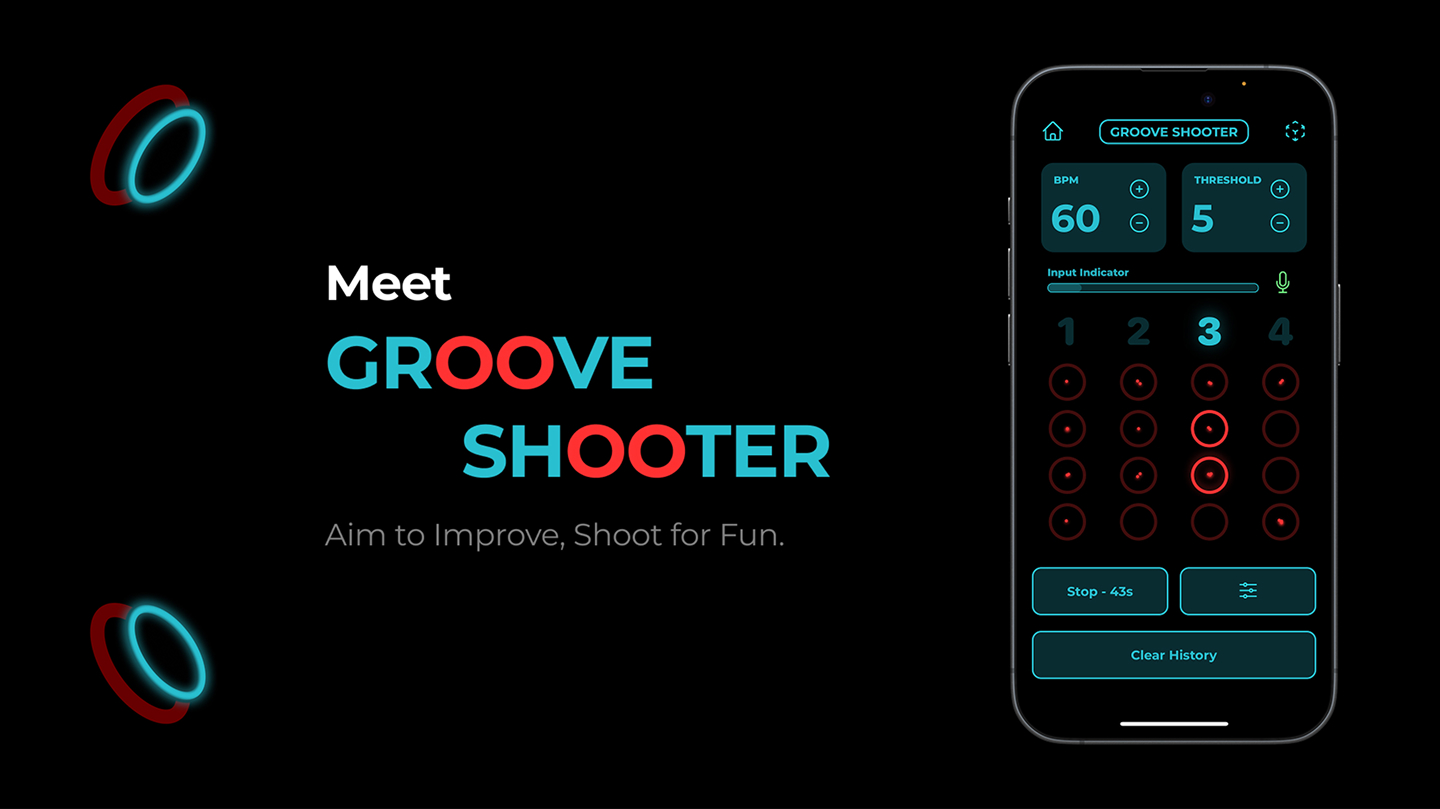 Meet
GROOVE
SHOOTER
Aim to Improve, Shoot for Fun.
GROOVE SHOOTER
BPM
60
THRESHOLD
5
Input Indicator
1 2 3 4
Stop - 43s
Clear History